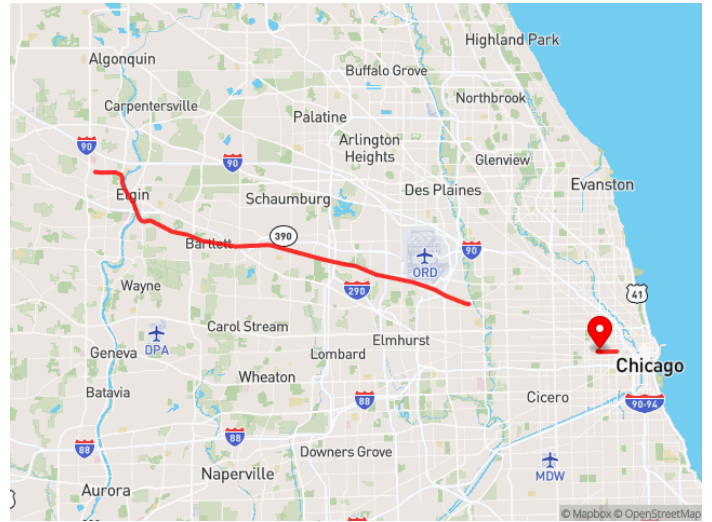 Highland Park
Algonquin
Buffalo Grove
Northbrook
Carpentersville
Palatine
Arlington
Heights
90
90
Glenview
Evanston
Elgin
Schaumburg
Des Plaines
390
Bartlett
90
ORD
Wayne
290
41
DPA
Carol Stream
Elmhurst
Geneva
Lombard
Chicago
Wheaton
Batavia
88
Cicero
90-94
88
88
Downers Grove
MDW
Naperville
Aurora
© Mapbox © OpenStreetMap